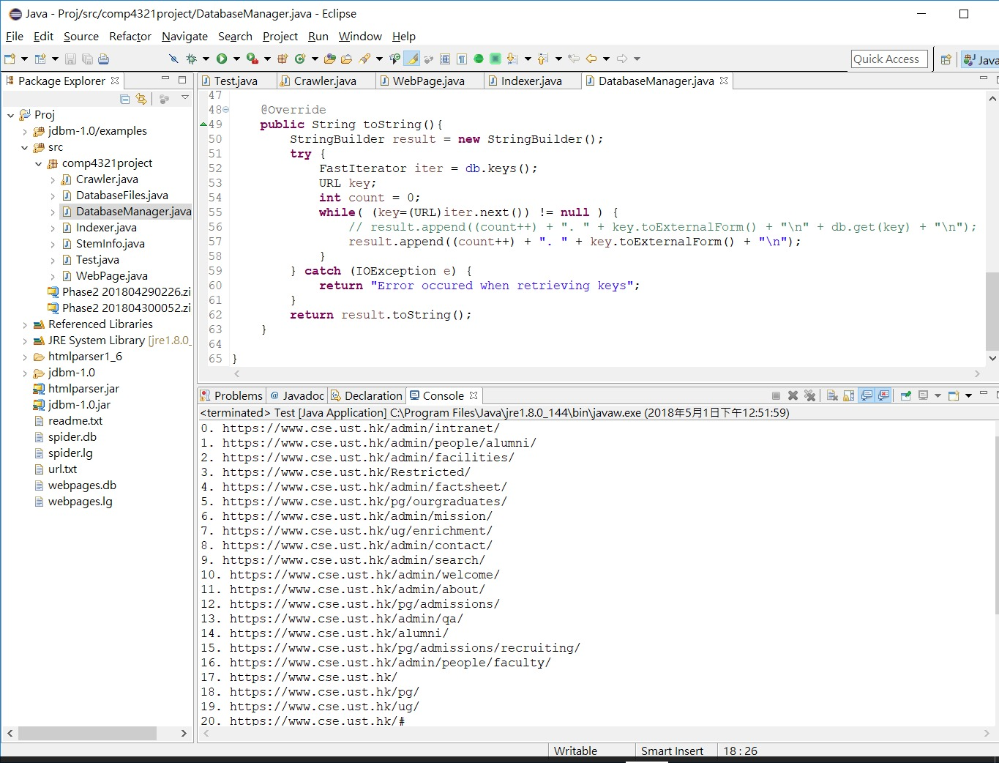 Java - Proj/src/comp4321project/DatabaseManager.java - Eclipse
File Edit Source Refactor Navigate Search Project Run Window Help
Quick Access
Java
Package Explorer
Proj
jdbm-1.0/examples
src
comp4321project
Crawler.java
DatabaseFiles.java
DatabaseManager.java
Indexer.java
StemInfo.java
Test.java
WebPage.java
Phase2 201804290226.zi
Phase2 201804300052.zi
Referenced Libraries
JRE System Library [jre1.8.0_
htmlparser1_6
jdbm-1.0
htmlparser.jar
jdbm-1.0.jar
readme.txt
spider.db
spider.lg
url.txt
webpages.db
webpages.lg
Test.java Crawler.java WebPage.java Indexer.java DatabaseManager.java
47
48 @Override
49 public String toString(){
50 StringBuilder result = new StringBuilder();
51 try {
52 FastIterator iter = db.keys();
53 URL key;
54 int count = 0;
55 while( (key=(URL)iter.next()) != null ) {
56 // result.append((count++) + ". " + key.toExternalForm() + "\n" + db.get(key) + "\n");
57 result.append((count++) + ". " + key.toExternalForm() + "\n");
58 }
59 } catch (IOException e) {
60 return "Error occured when retrieving keys";
61 }
62 return result.toString();
63 }
64
65 }
Problems Javadoc Declaration Console
<terminated> Test [Java Application] C:\Program Files\Java\jre1.8.0_144\bin\javaw.exe (2018年5月1日下午12:51:59)
0. https://www.cse.ust.hk/admin/intranet/
1. https://www.cse.ust.hk/admin/people/alumni/
2. https://www.cse.ust.hk/admin/facilities/
3. https://www.cse.ust.hk/Restricted/
4. https://www.cse.ust.hk/admin/factsheet/
5. https://www.cse.ust.hk/pg/ourgraduates/
6. https://www.cse.ust.hk/admin/mission/
7. https://www.cse.ust.hk/ug/enrichment/
8. https://www.cse.ust.hk/admin/contact/
9. https://www.cse.ust.hk/admin/search/
10. https://www.cse.ust.hk/admin/welcome/
11. https://www.cse.ust.hk/admin/about/
12. https://www.cse.ust.hk/pg/admissions/
13. https://www.cse.ust.hk/admin/qa/
14. https://www.cse.ust.hk/alumni/
15. https://www.cse.ust.hk/pg/admissions/recruiting/
16. https://www.cse.ust.hk/admin/people/faculty/
17. https://www.cse.ust.hk/
18. https://www.cse.ust.hk/pg/
19. https://www.cse.ust.hk/ug/
20. https://www.cse.ust.hk/#
Writable Smart Insert 18 : 26